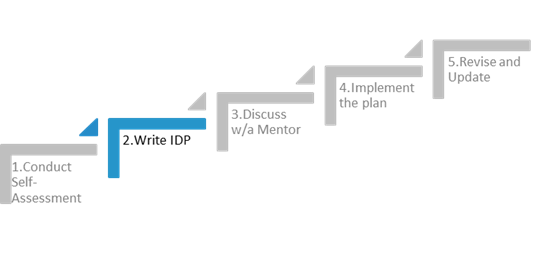 1.Conduct
Self-
Assessment
2.Write IDP
3.Discuss
w/a Mentor
4.Implement
the plan
5.Revise and
Update